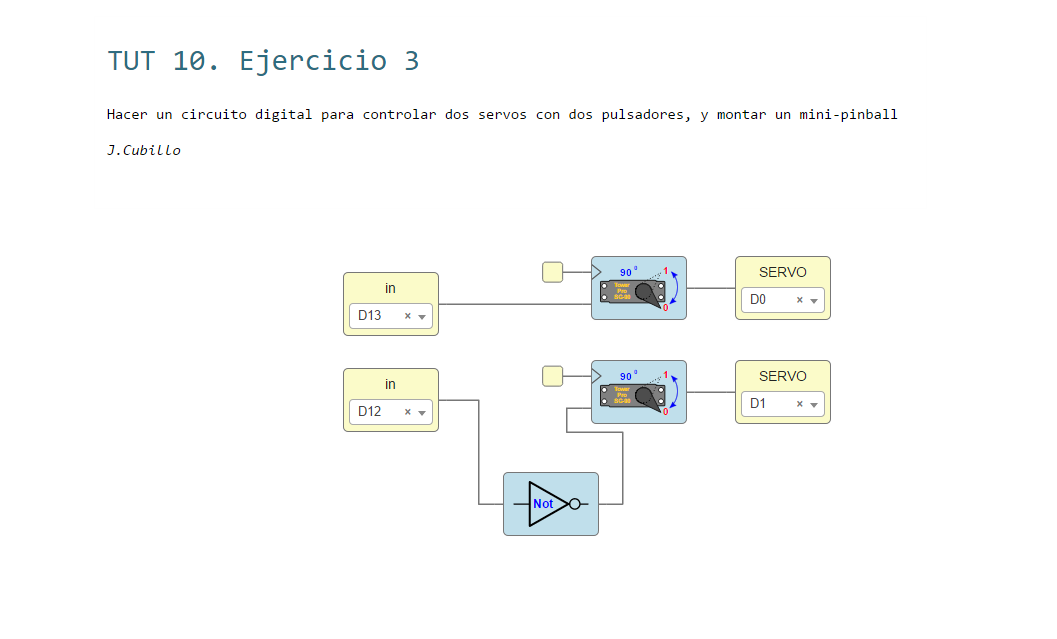 TUT 10. Ejercicio 3
Hacer un circuito digital para controlar dos servos con dos pulsadores, y montar un mini-pinball
J.Cubillo
in
D13 ×
90º 1
Tower
Pro
SG-90
0
SERVO
D0 ×
in
D12 ×
90º 1
Tower
Pro
SG-90
0
SERVO
D1 ×
Not